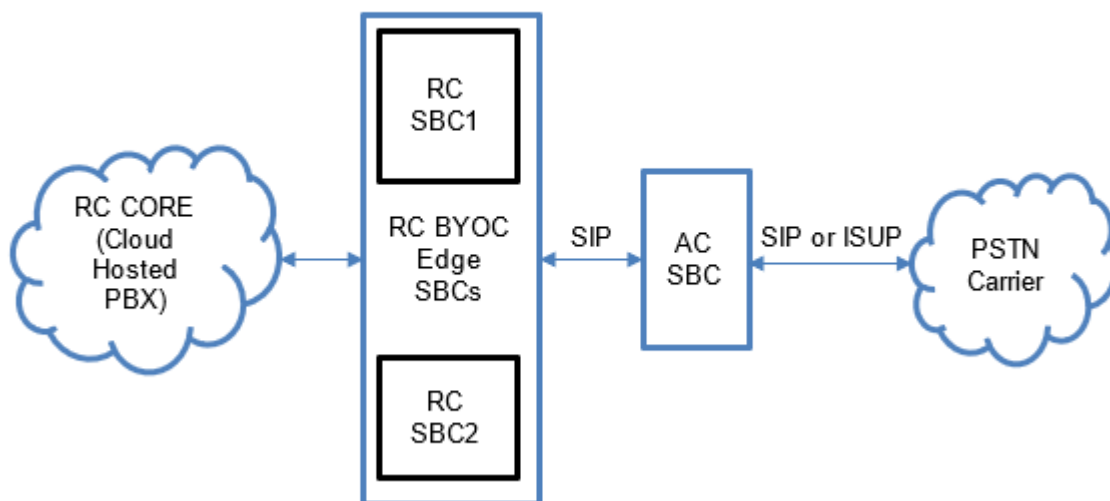 RC CORE
(Cloud
Hosted
PBX)
RC
SBC1
RC BYOC
Edge
SBCs
RC
SBC2
SIP
AC
SBC
SIP or ISUP
PSTN
Carrier